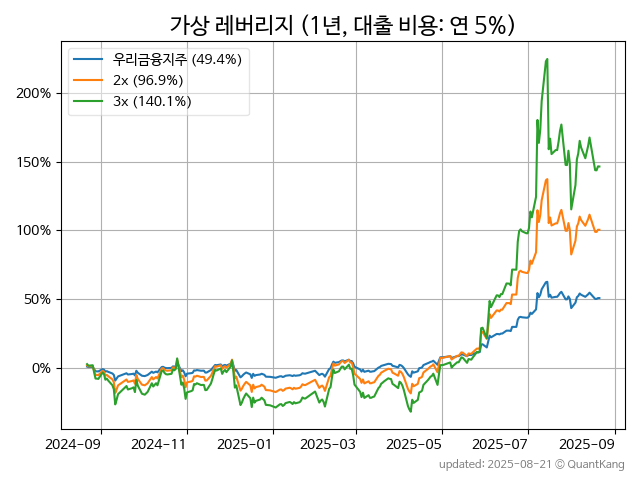 가상 레버리지 (1년, 대출 비용: 연 5%)
우리금융지주 (49.4%)
2x (96.9%)
3x (140.1%)
200%
150%
100%
50%
0%
2024-09 2024-11 2025-01 2025-03 2025-05 2025-07 2025-09
updated: 2025-08-21 © QuantKang